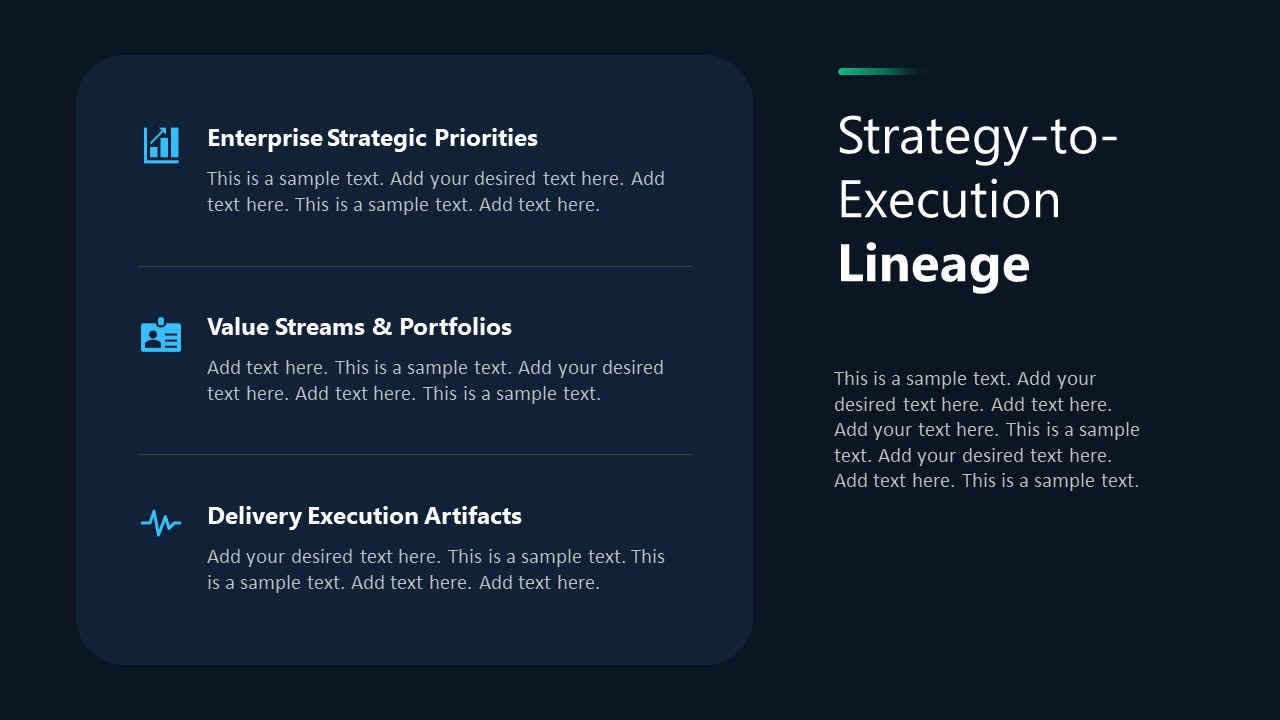 Enterprise Strategic Priorities
This is a sample text. Add your desired text here. Add
text here. This is a sample text. Add text here.
Value Streams & Portfolios
Add text here. This is a sample text. Add your desired
text here. Add text here. This is a sample text.
Delivery Execution Artifacts
Add your desired text here. This is a sample text. This
is a sample text. Add text here. Add text here.
Strategy-to-
Execution
Lineage
This is a sample text. Add your
desired text here. Add text here.
Add your text here. This is a sample
text. Add your desired text here.
Add text here. This is a sample text.